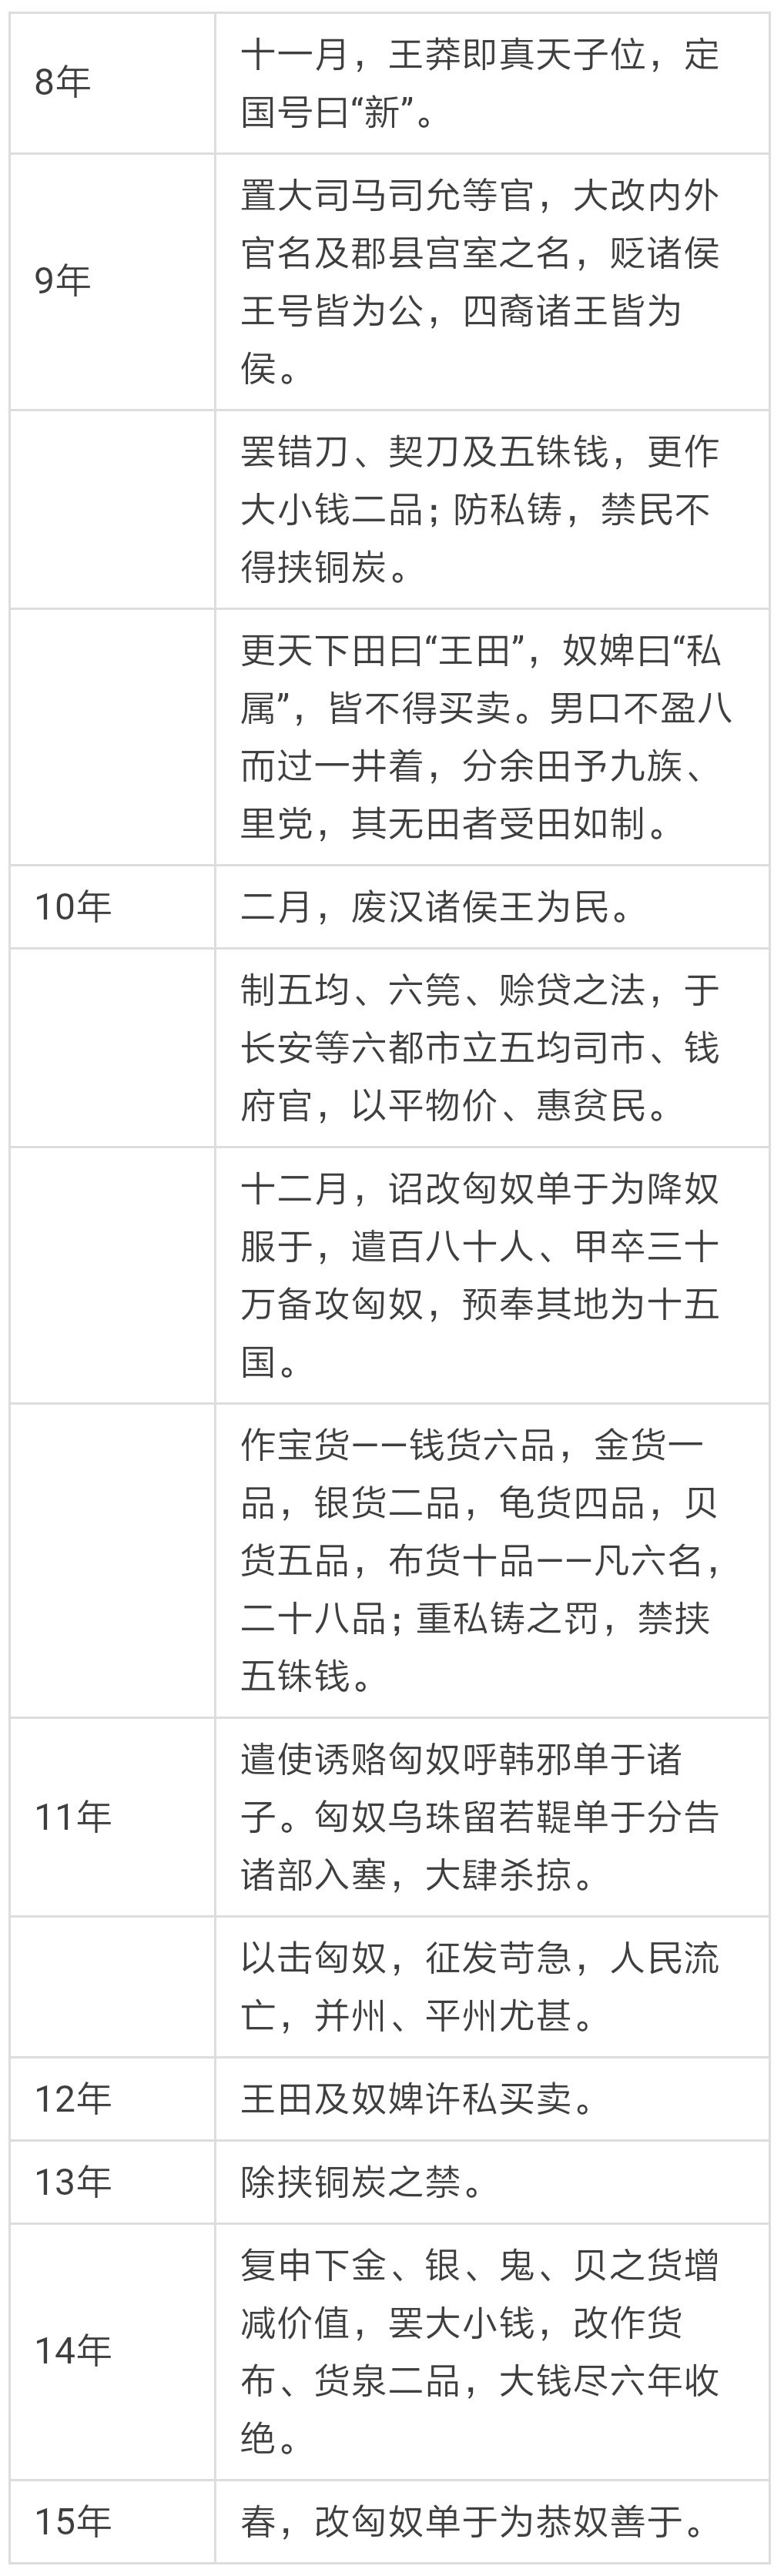 8年
十一月，王莽即真天子位，定
国号曰“新”。
9年
置大司马司允等官，大改内外
官名及郡县宫室之名，贬诸侯
王号皆为公，四裔诸王皆为
侯。
罢错刀、契刀及五铢钱，更作
大小钱二品；防私铸，禁民不
得挟铜炭。
更天下田曰“王田”，奴婢曰“私
属”，皆不得买卖。男口不盈八
而过一井着，分余田予九族、
里党，其无田者受田如制。
10年
二月，废汉诸侯王为民。
制五均、六筦、赊贷之法，于
长安等六都市立五均司市、钱
府官，以平物价、惠贫民。
十二月，诏改匈奴单于为降奴
服于，遣百八十人、甲卒三十
万备攻匈奴，预奉其地为十五
国。
作宝货——钱货六品，金货一
品，银货二品，龟货四品，贝
货五品，布货十品——凡六名，
二十八品；重私铸之罚，禁挟
五铢钱。
11年
遣使诱赂匈奴呼韩邪单于诸
子。匈奴乌珠留若鞮单于分告
诸部入塞，大肆杀掠。
以击匈奴，征发苛急，人民流
亡，并州、平州尤甚。
12年
王田及奴婢许私买卖。
13年
除挟铜炭之禁。
14年
复申下金、银、鬼、贝之货增
减价值，罢大小钱，改作货
布、货泉二品，大钱尽六年收
绝。
15年
春，改匈奴单于为恭奴善于。